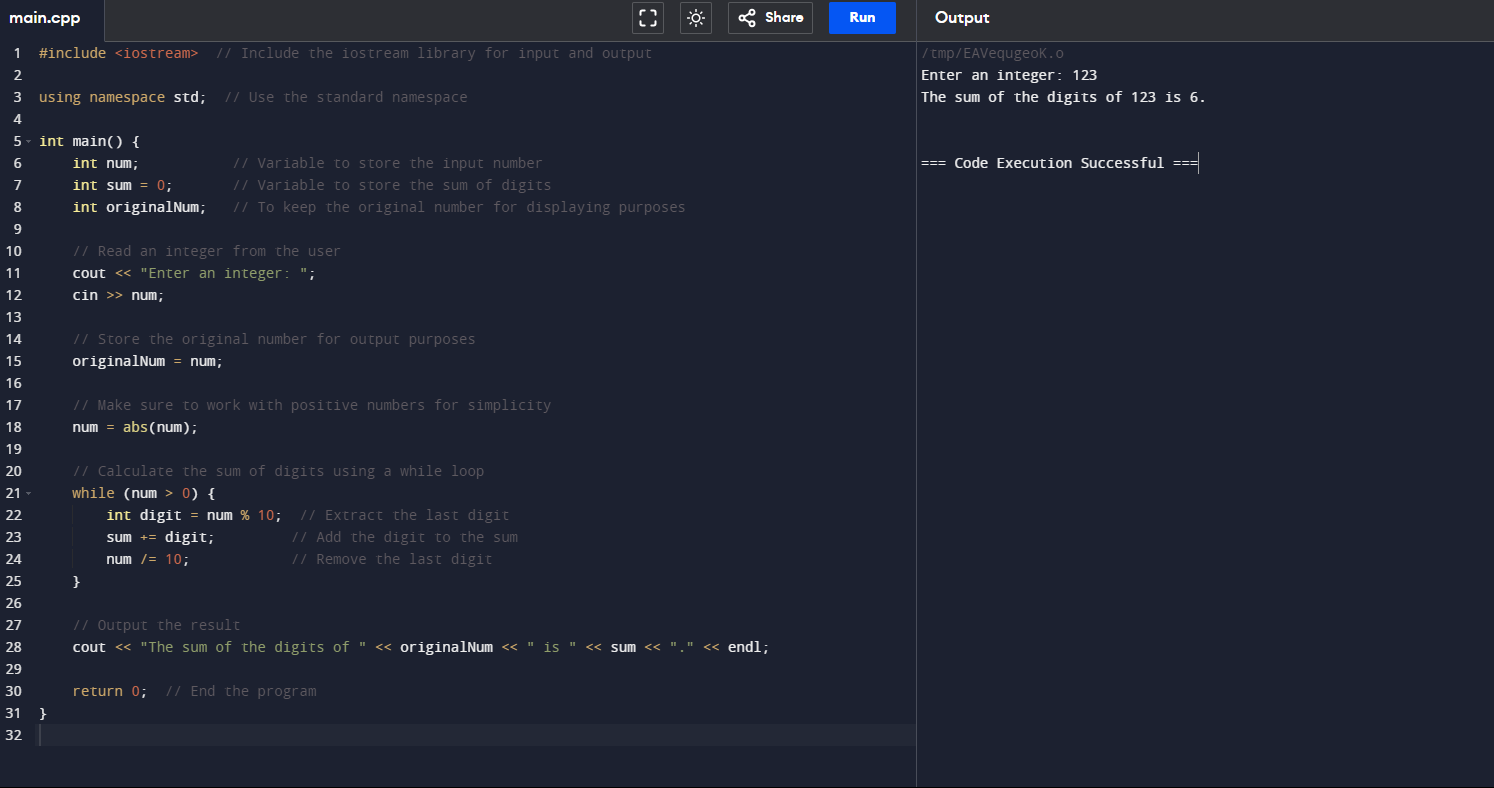 main.cpp
Share
Run
Output
1 #include <iostream>  // Include the iostream library for input and output
2
3 using namespace std;  // Use the standard namespace
4
5 int main() {
6     int num;           // Variable to store the input number
7     int sum = 0;       // Variable to store the sum of digits
8     int originalNum;   // To keep the original number for displaying purposes
9
10     // Read an integer from the user
11     cout << "Enter an integer: ";
12     cin >> num;
13
14     // Store the original number for output purposes
15     originalNum = num;
16
17     // Make sure to work with positive numbers for simplicity
18     num = abs(num);
19
20     // Calculate the sum of digits using a while loop
21     while (num > 0) {
22         int digit = num % 10;  // Extract the last digit
23         sum += digit;         // Add the digit to the sum
24         num /= 10;            // Remove the last digit
25     }
26
27     // Output the result
28     cout << "The sum of the digits of " << originalNum << " is " << sum << "." << endl;
29
30     return 0;  // End the program
31 }
32
/tmp/EAVequgeoK.o
Enter an integer: 123
The sum of the digits of 123 is 6.
=== Code Execution Successful ===